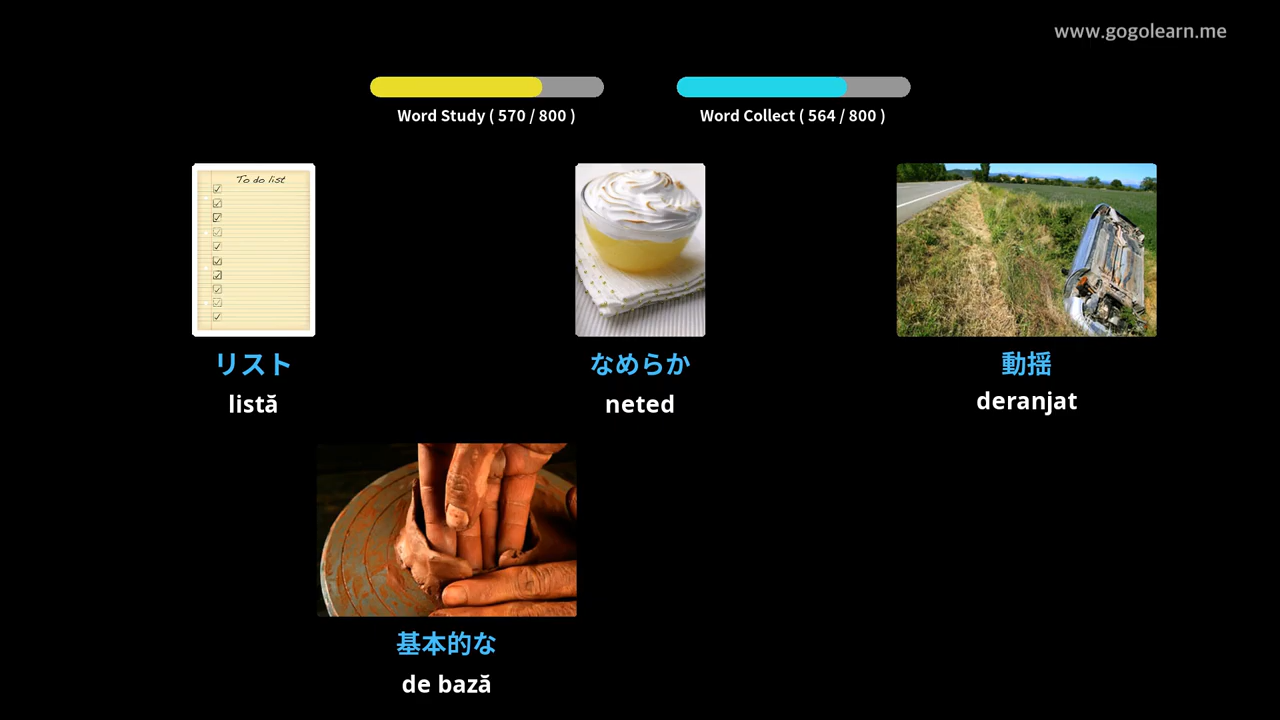 www.gogolearn.me
Word Study ( 570 / 800 )
Word Collect ( 564 / 800 )
To do list
リスト
listă
なめらか
neted
動揺
deranjat
基本的な
de bază